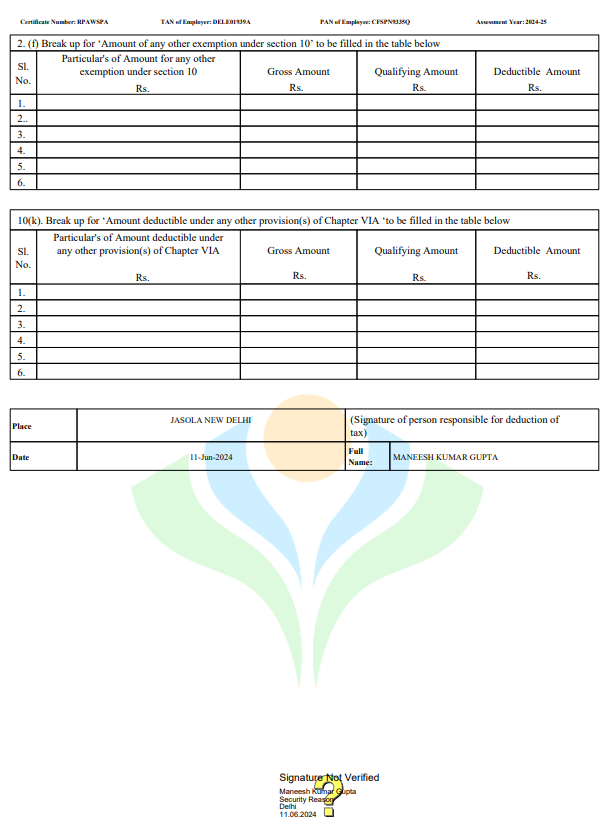 Certificate Number: RPAWSPA TAN of Employer: DELE01939A PAN of Employee: CFSPN9335Q Assessment Year: 2024-25
2. (f) Break up for ‘Amount of any other exemption under section 10’ to be filled in the table below
Sl. No. Particular's of Amount for any other exemption under section 10 Rs. Gross Amount Rs. Qualifying Amount Rs. Deductible Amount Rs.
1.
2..
3.
4.
5.
6.
10(k). Break up for ‘Amount deductible under any other provision(s) of Chapter VIA ‘to be filled in the table below
Sl. No. Particular's of Amount deductible under any other provision(s) of Chapter VIA Rs. Gross Amount Rs. Qualifying Amount Rs. Deductible Amount Rs.
1.
2.
3.
4.
5.
6.
Place JASOLA NEW DELHI (Signature of person responsible for deduction of tax)
Date 11-Jun-2024 Full Name: MANEESH KUMAR GUPTA
Signature Not Verified
Maneesh Kumar Gupta
Security Reason
Delhi
11.06.2024